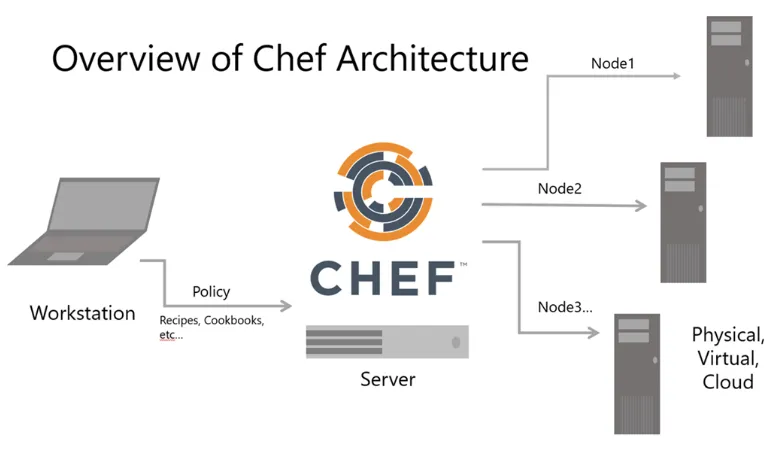 Overview of Chef Architecture
Node1
Node2
CHEF™
Policy
Workstation
Recipes, Cookbooks,
etc...
Node3...
Server
Physical,
Virtual,
Cloud